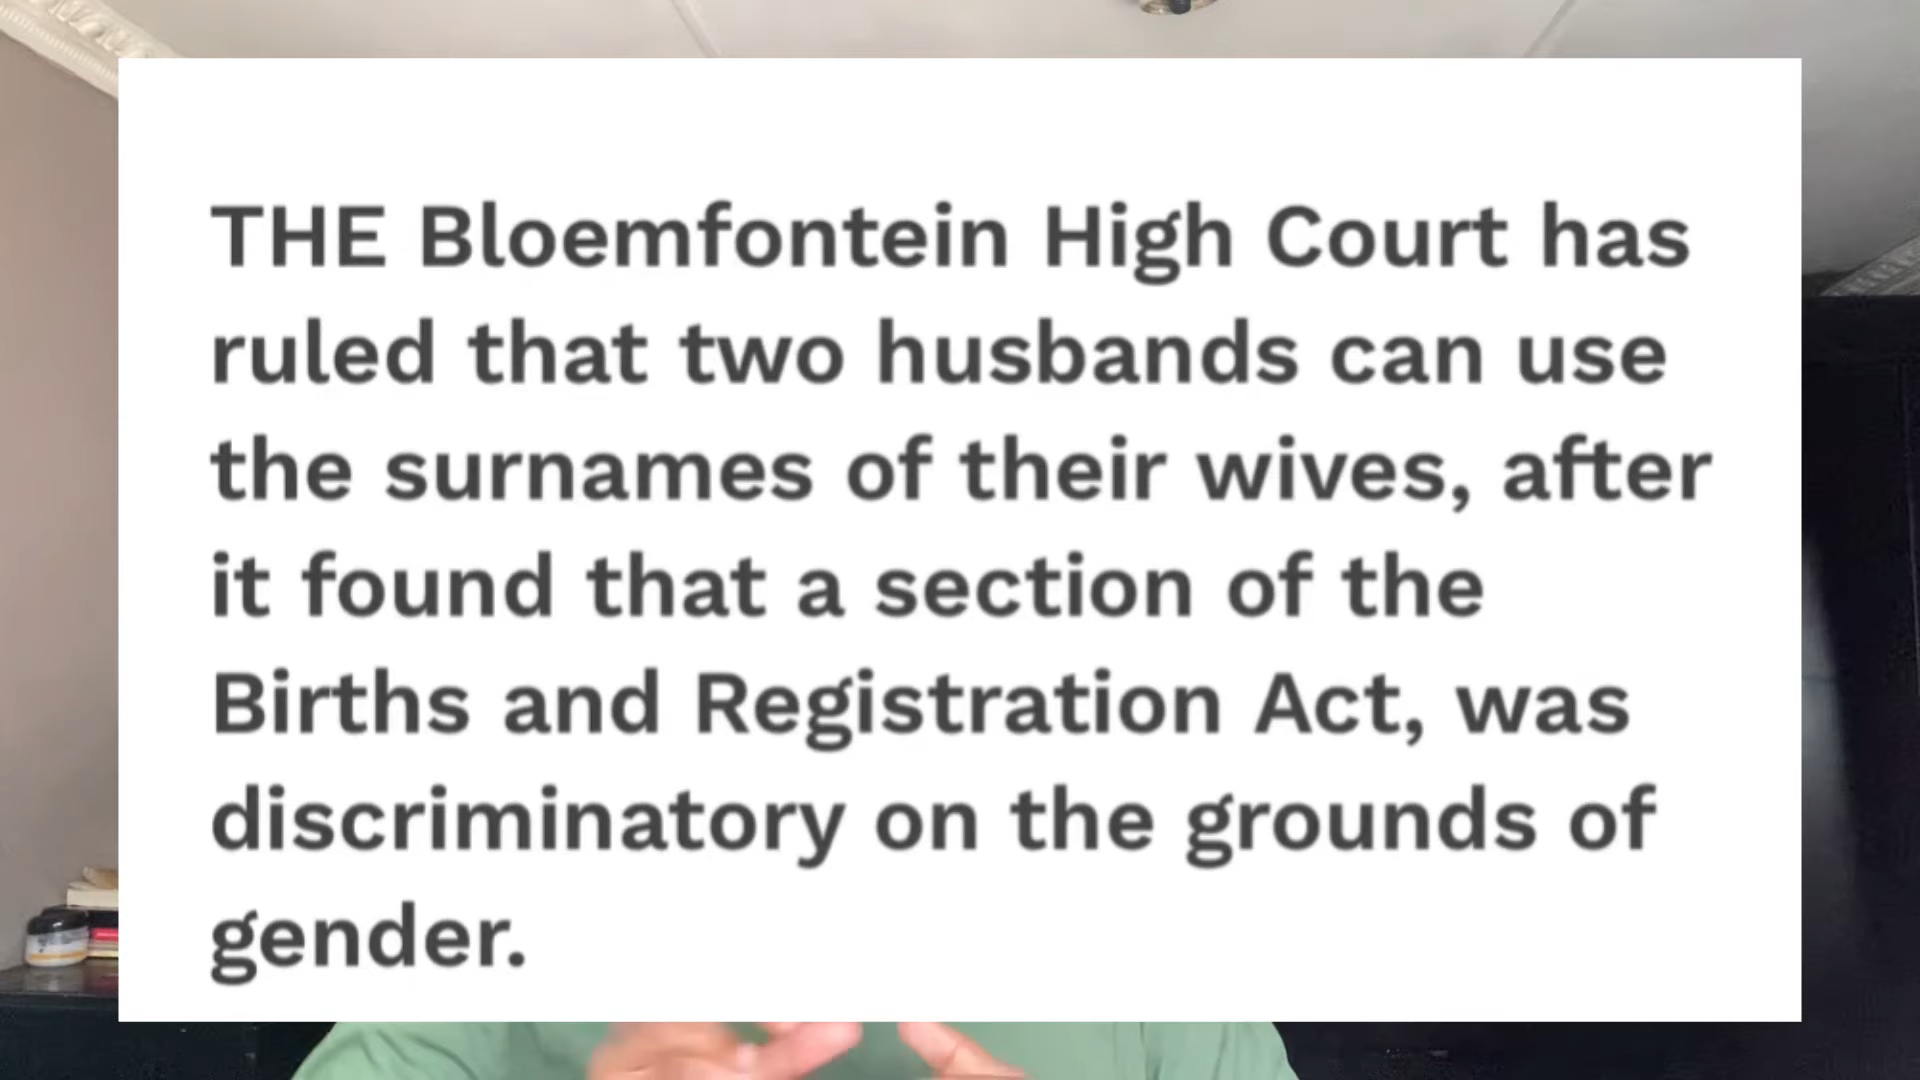 THE Bloemfontein High Court has
ruled that two husbands can use
the surnames of their wives, after
it found that a section of the
Births and Registration Act, was
discriminatory on the grounds of
gender.